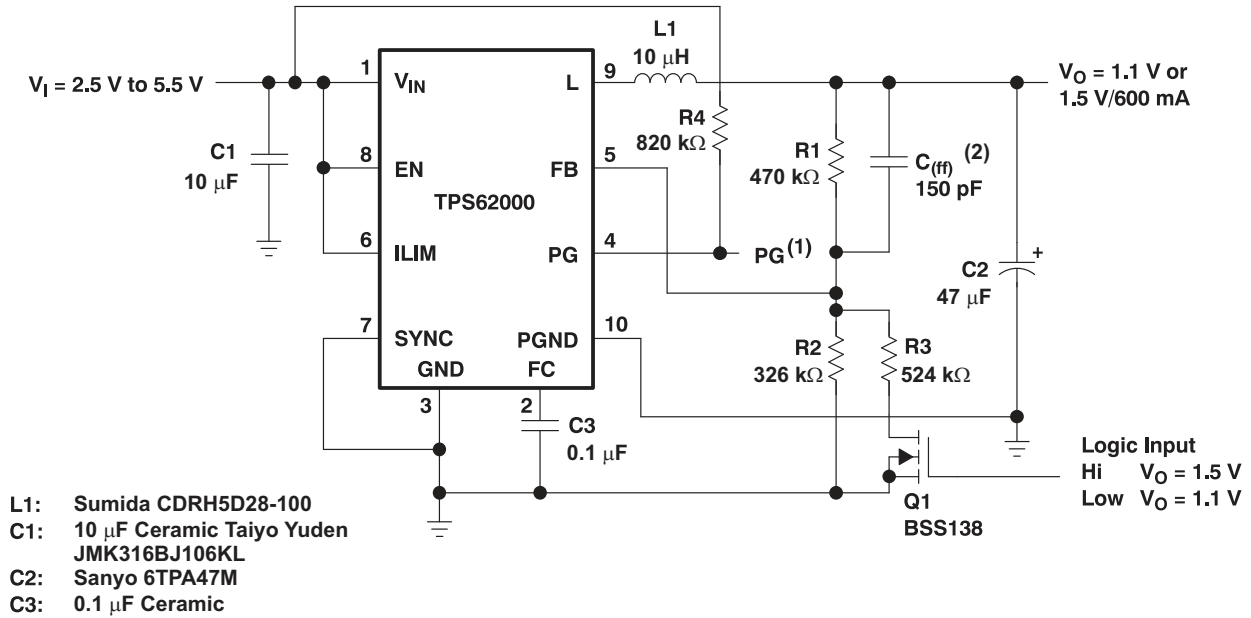 L1
10 μH
V_I = 2.5 V to 5.5 V
1
V_IN
L
9
V_O = 1.1 V or
1.5 V/600 mA
C1
10 μF
8
EN
FB
5
R4
820 kΩ
R1
470 kΩ
C_(ff) (2)
150 pF
TPS62000
6
ILIM
PG
4
PG(1)
C2
47 μF
+
7
SYNC
PGND
10
GND
FC
3
2
C3
0.1 μF
R2
326 kΩ
R3
524 kΩ
Q1
BSS138
Logic Input
Hi V_O = 1.5 V
Low V_O = 1.1 V
L1: Sumida CDRH5D28-100
C1: 10 μF Ceramic Taiyo Yuden
JMK316BJ106KL
C2: Sanyo 6TPA47M
C3: 0.1 μF Ceramic